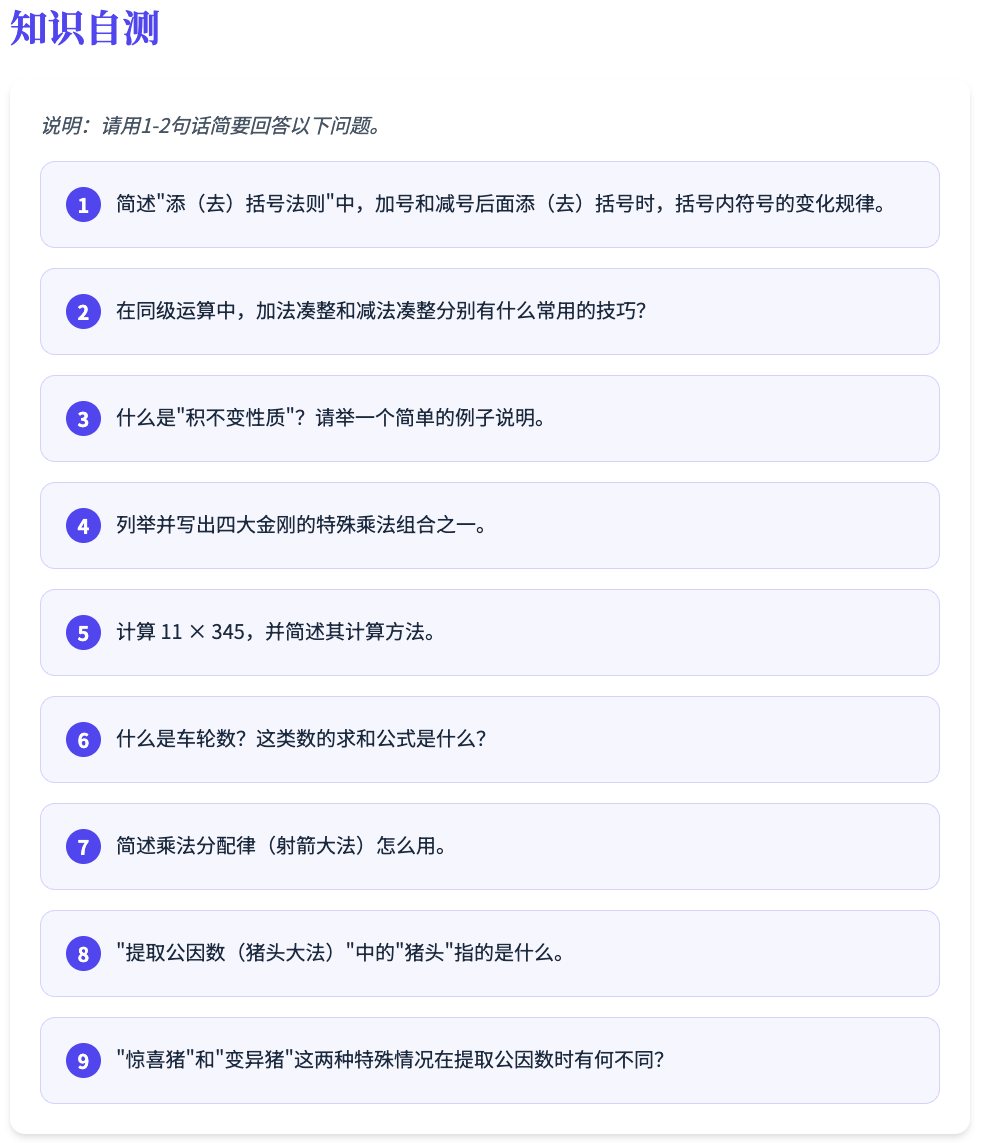 知识自测
说明：请用1-2句话简要回答以下问题。
1 简述"添（去）括号法则"中，加号和减号后面添（去）括号时，括号内符号的变化规律。
2 在同级运算中，加法凑整和减法凑整分别有什么常用的技巧？
3 什么是"积不变性质"？请举一个简单的例子说明。
4 列举并写出四大金刚的特殊乘法组合之一。
5 计算 11 × 345，并简述其计算方法。
6 什么是车轮数？这类数的求和公式是什么？
7 简述乘法分配律（射箭大法）怎么用。
8 "提取公因数（猪头大法）"中的"猪头"指的是什么。
9 "惊喜猪"和"变异猪"这两种特殊情况在提取公因数时有何不同？